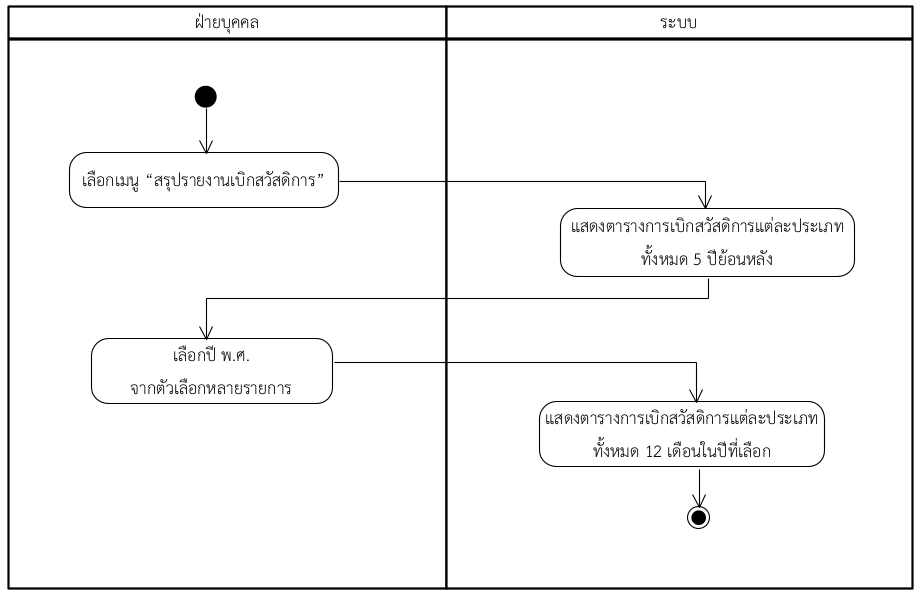 ฝ่ายบุคคล
ระบบ
เลือกเมนู “สรุปรายงานเบิกสวัสดิการ”
แสดงตารางการเบิกสวัสดิการแต่ละประเภท
ทั้งหมด 5 ปีย้อนหลัง
เลือกปี พ.ศ.
จากตัวเลือกหลายรายการ
แสดงตารางการเบิกสวัสดิการแต่ละประเภท
ทั้งหมด 12 เดือนในปีที่เลือก